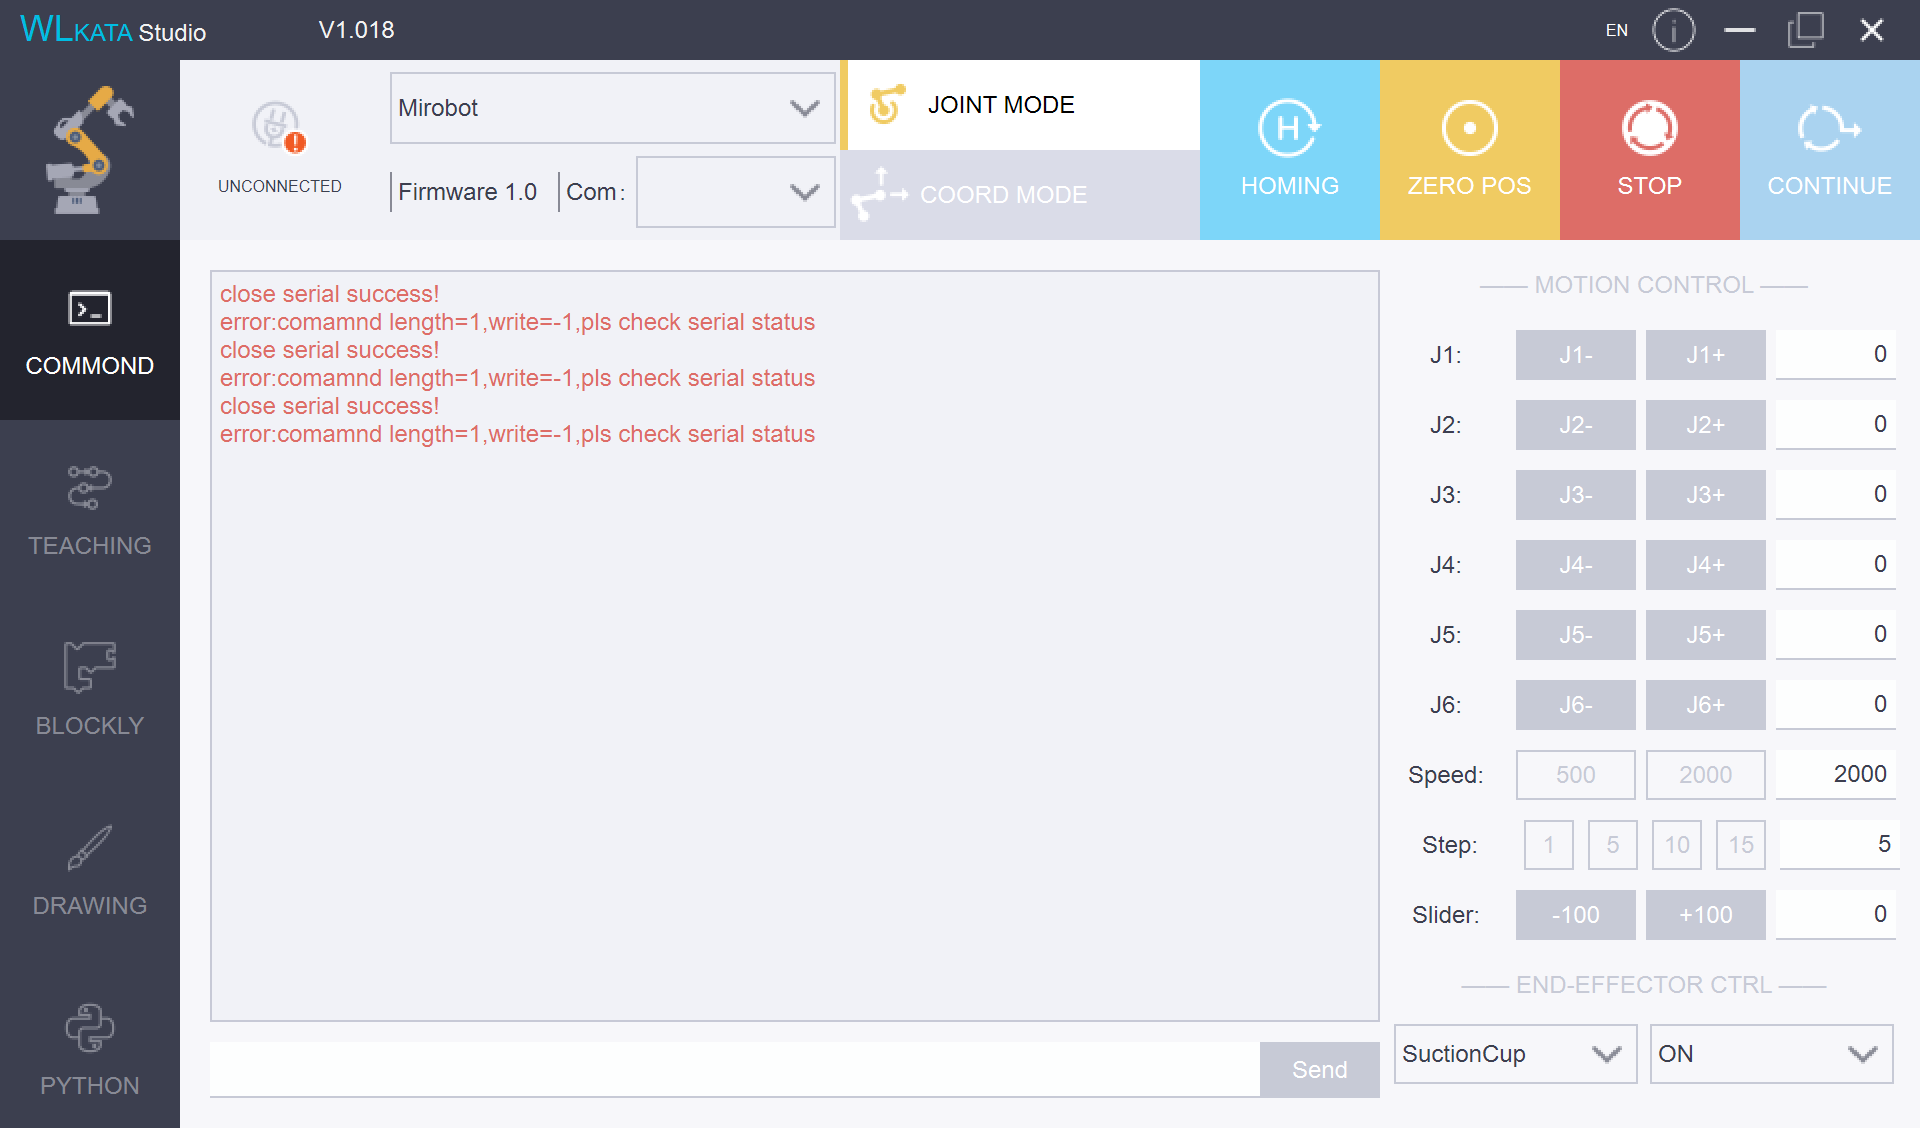 WLKATA Studio
V1.018
EN
Mirobot
UNCONNECTED
Firmware 1.0
Com :
JOINT MODE
COORD MODE
H
HOMING
ZERO POS
STOP
CONTINUE
COMMOND
TEACHING
BLOCKLY
DRAWING
PYTHON
close serial success!
error:comamnd length=1,write=-1,pls check serial status
close serial success!
error:comamnd length=1,write=-1,pls check serial status
close serial success!
error:comamnd length=1,write=-1,pls check serial status
Send
MOTION CONTROL
J1: J1- J1+ 0
J2: J2- J2+ 0
J3: J3- J3+ 0
J4: J4- J4+ 0
J5: J5- J5+ 0
J6: J6- J6+ 0
Speed: 500 2000 2000
Step: 1 5 10 15 5
Slider: -100 +100 0
END-EFFECTOR CTRL
SuctionCup
ON